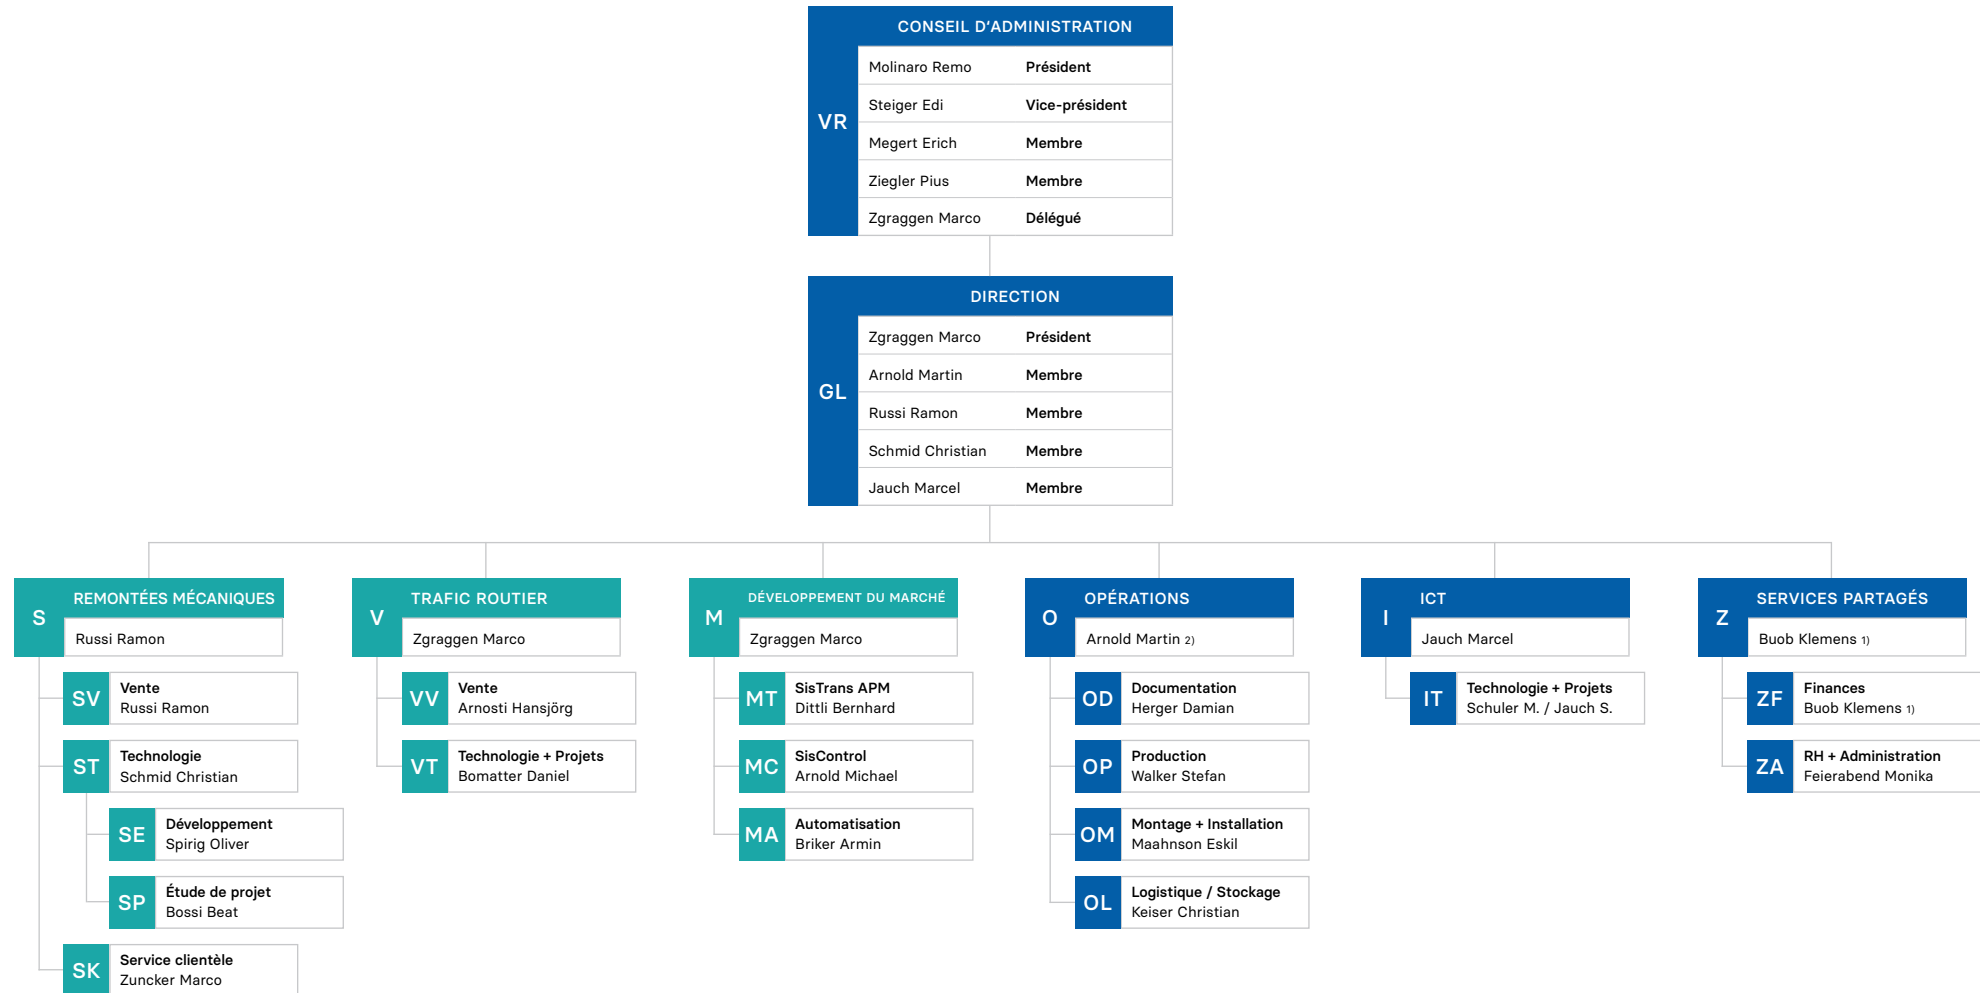 CONSEIL D‘ADMINISTRATION
VR
Molinaro Remo Président
Steiger Edi Vice-président
Megert Erich Membre
Ziegler Pius Membre
Zgraggen Marco Délégué
DIRECTION
GL
Zgraggen Marco Président
Arnold Martin Membre
Russi Ramon Membre
Schmid Christian Membre
Jauch Marcel Membre
S REMONTÉES MÉCANIQUES
Russi Ramon
SV Vente
Russi Ramon
ST Technologie
Schmid Christian
SE Développement
Spirig Oliver
SP Étude de projet
Bossi Beat
SK Service clientèle
Zuncker Marco
V TRAFIC ROUTIER
Zgraggen Marco
VV Vente
Arnosti Hansjörg
VT Technologie + Projets
Bomatter Daniel
M DÉVELOPPEMENT DU MARCHÉ
Zgraggen Marco
MT SisTrans APM
Dittli Bernhard
MC SisControl
Arnold Michael
MA Automatisation
Briker Armin
O OPÉRATIONS
Arnold Martin 2)
OD Documentation
Herger Damian
OP Production
Walker Stefan
OM Montage + Installation
Maahnson Eskil
OL Logistique / Stockage
Keiser Christian
I ICT
Jauch Marcel
IT Technologie + Projets
Schuler M. / Jauch S.
Z SERVICES PARTAGÉS
Buob Klemens 1)
ZF Finances
Buob Klemens 1)
ZA RH + Administration
Feierabend Monika